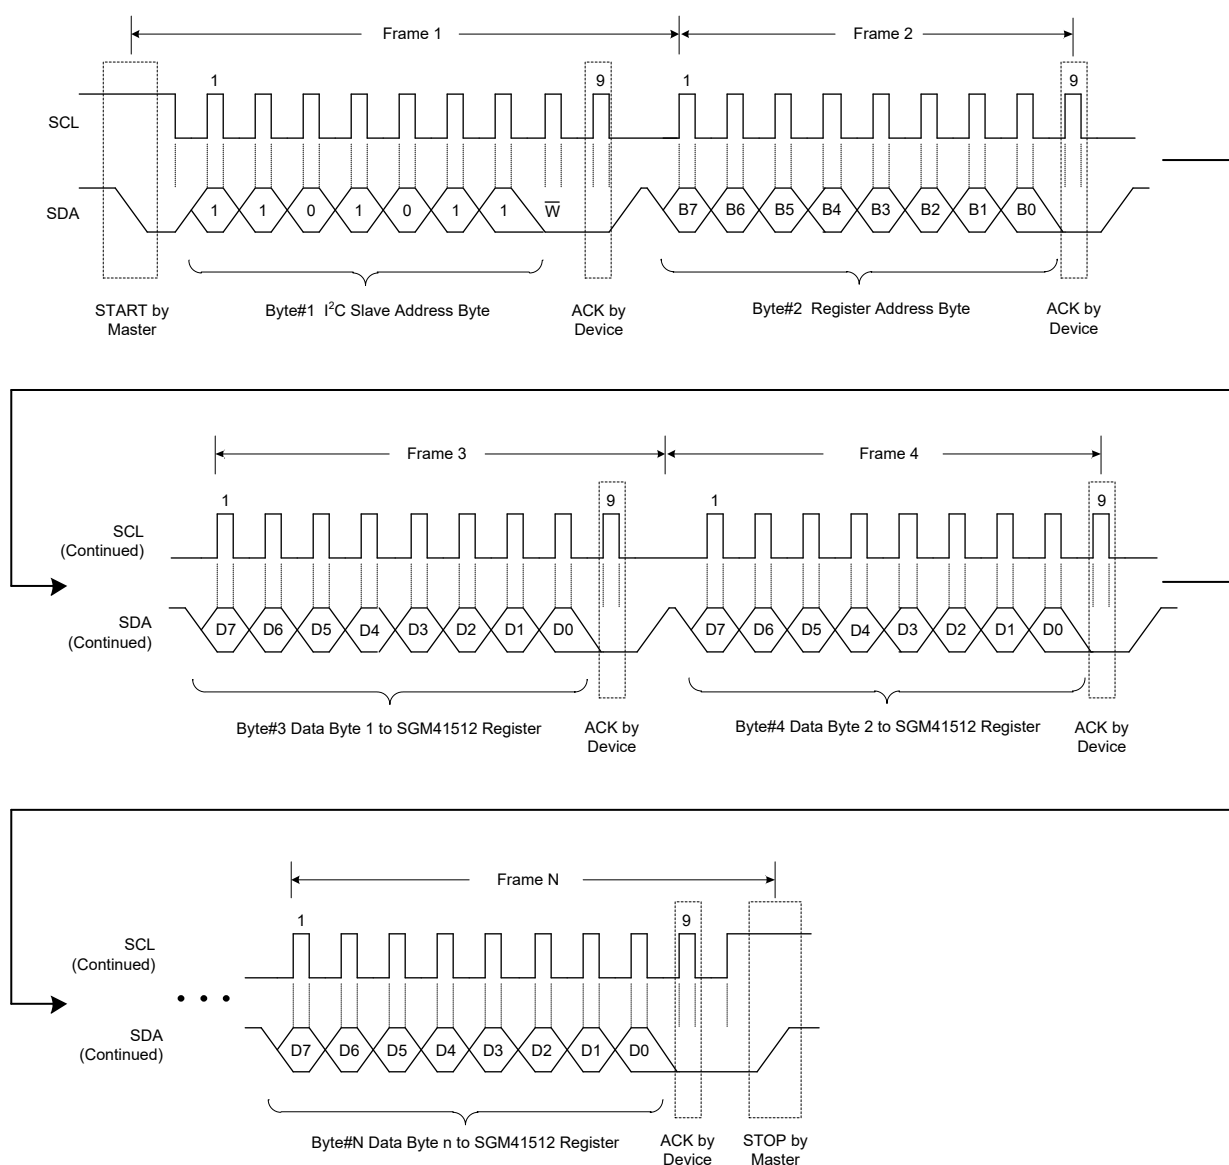 Frame 1
Frame 2
1
9
1
9
SCL
SDA
1 1 0 1 0 1 1 W
B7 B6 B5 B4 B3 B2 B1 B0
START by
Master
Byte#1 I²C Slave Address Byte
ACK by
Device
Byte#2 Register Address Byte
ACK by
Device
Frame 3
Frame 4
1
9
1
9
SCL
(Continued)
SDA
(Continued)
D7 D6 D5 D4 D3 D2 D1 D0
D7 D6 D5 D4 D3 D2 D1 D0
Byte#3 Data Byte 1 to SGM41512 Register
ACK by
Device
Byte#4 Data Byte 2 to SGM41512 Register
ACK by
Device
Frame N
1
9
SCL
(Continued)
• • •
SDA
(Continued)
D7 D6 D5 D4 D3 D2 D1 D0
Byte#N Data Byte n to SGM41512 Register
ACK by
Device
STOP by
Master